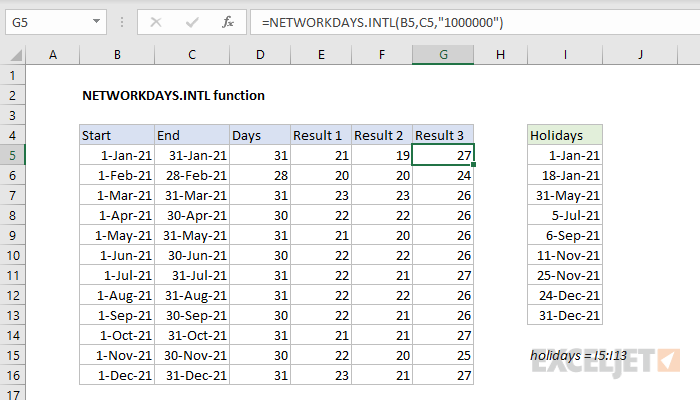 G5 fx =NETWORKDAYS.INTL(B5,C5,"1000000")
A B C D E F G H I J
1
2 NETWORKDAYS.INTL function
3
4 Start End Days Result 1 Result 2 Result 3 Holidays
5 1-Jan-21 31-Jan-21 31 21 19 27 1-Jan-21
6 1-Feb-21 28-Feb-21 28 20 20 24 18-Jan-21
7 1-Mar-21 31-Mar-21 31 23 23 26 31-May-21
8 1-Apr-21 30-Apr-21 30 22 22 26 5-Jul-21
9 1-May-21 31-May-21 31 21 20 26 6-Sep-21
10 1-Jun-21 30-Jun-21 30 22 22 26 11-Nov-21
11 1-Jul-21 31-Jul-21 31 22 21 27 25-Nov-21
12 1-Aug-21 31-Aug-21 31 22 22 26 24-Dec-21
13 1-Sep-21 30-Sep-21 30 22 21 26 31-Dec-21
14 1-Oct-21 31-Oct-21 31 21 21 27
15 1-Nov-21 30-Nov-21 30 22 20 25 holidays = I5:I13
16 1-Dec-21 31-Dec-21 31 23 21 27
EXCELJET
17